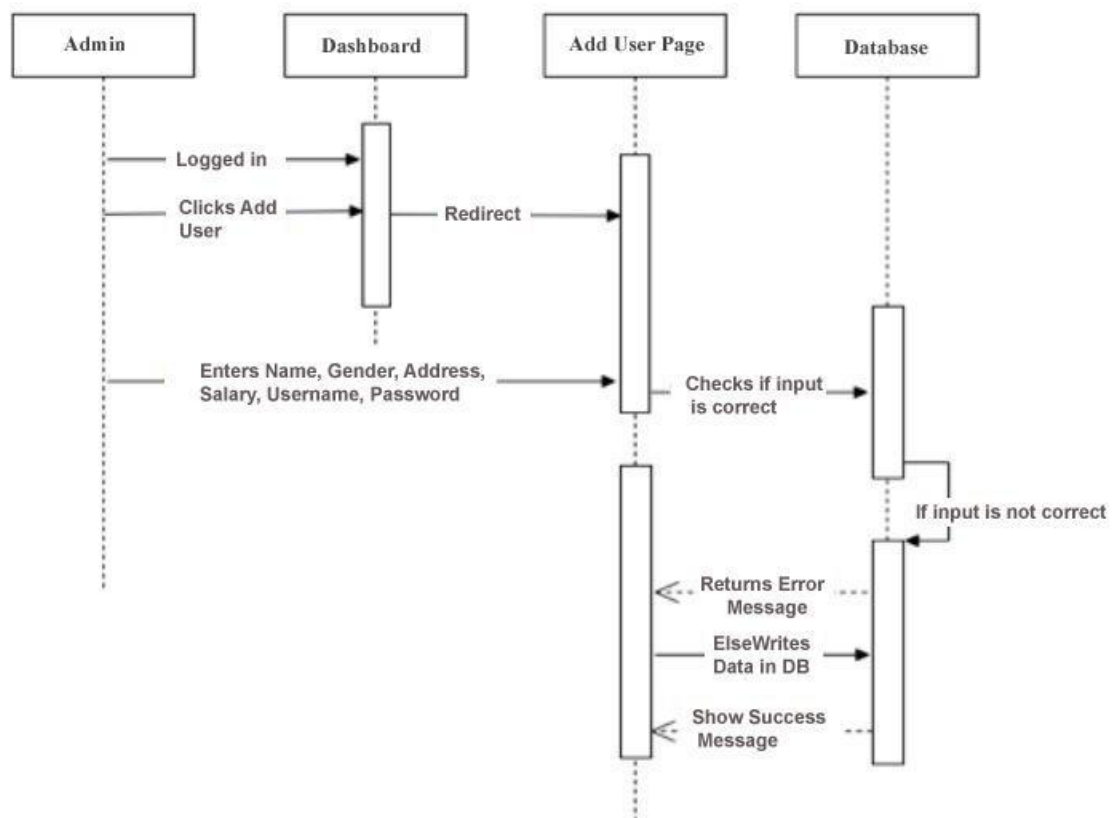 Admin
Dashboard
Add User Page
Database
Logged in
Clicks Add
User
Redirect
Enters Name, Gender, Address,
Salary, Username, Password
Checks if input
is correct
If input is not correct
Returns Error
Message
ElseWrites
Data in DB
Show Success
Message